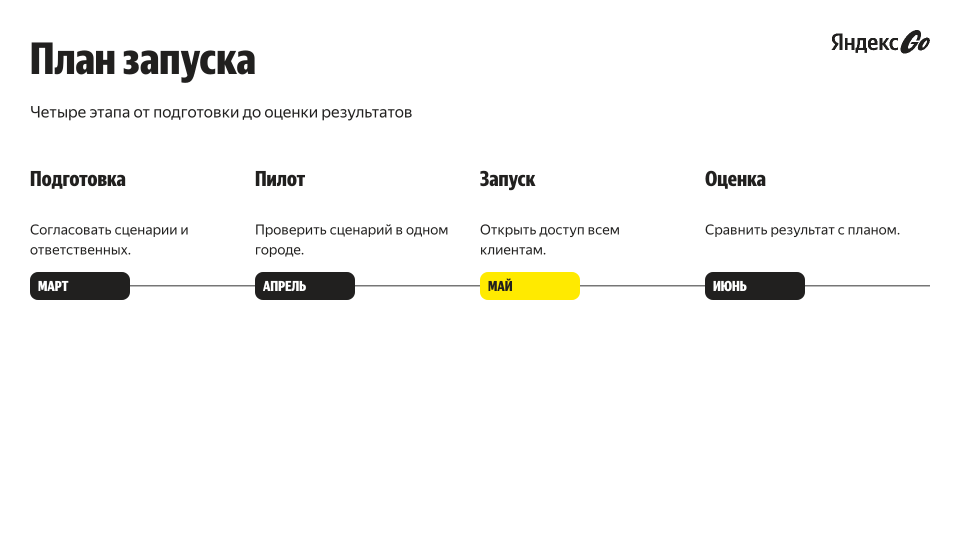 План запуска
Яндекс Go
Четыре этапа от подготовки до оценки результатов
Подготовка
Согласовать сценарии и
ответственных.
МАРТ
Пилот
Проверить сценарий в одном
городе.
АПРЕЛЬ
Запуск
Открыть доступ всем
клиентам.
МАЙ
Оценка
Сравнить результат с планом.
ИЮНЬ